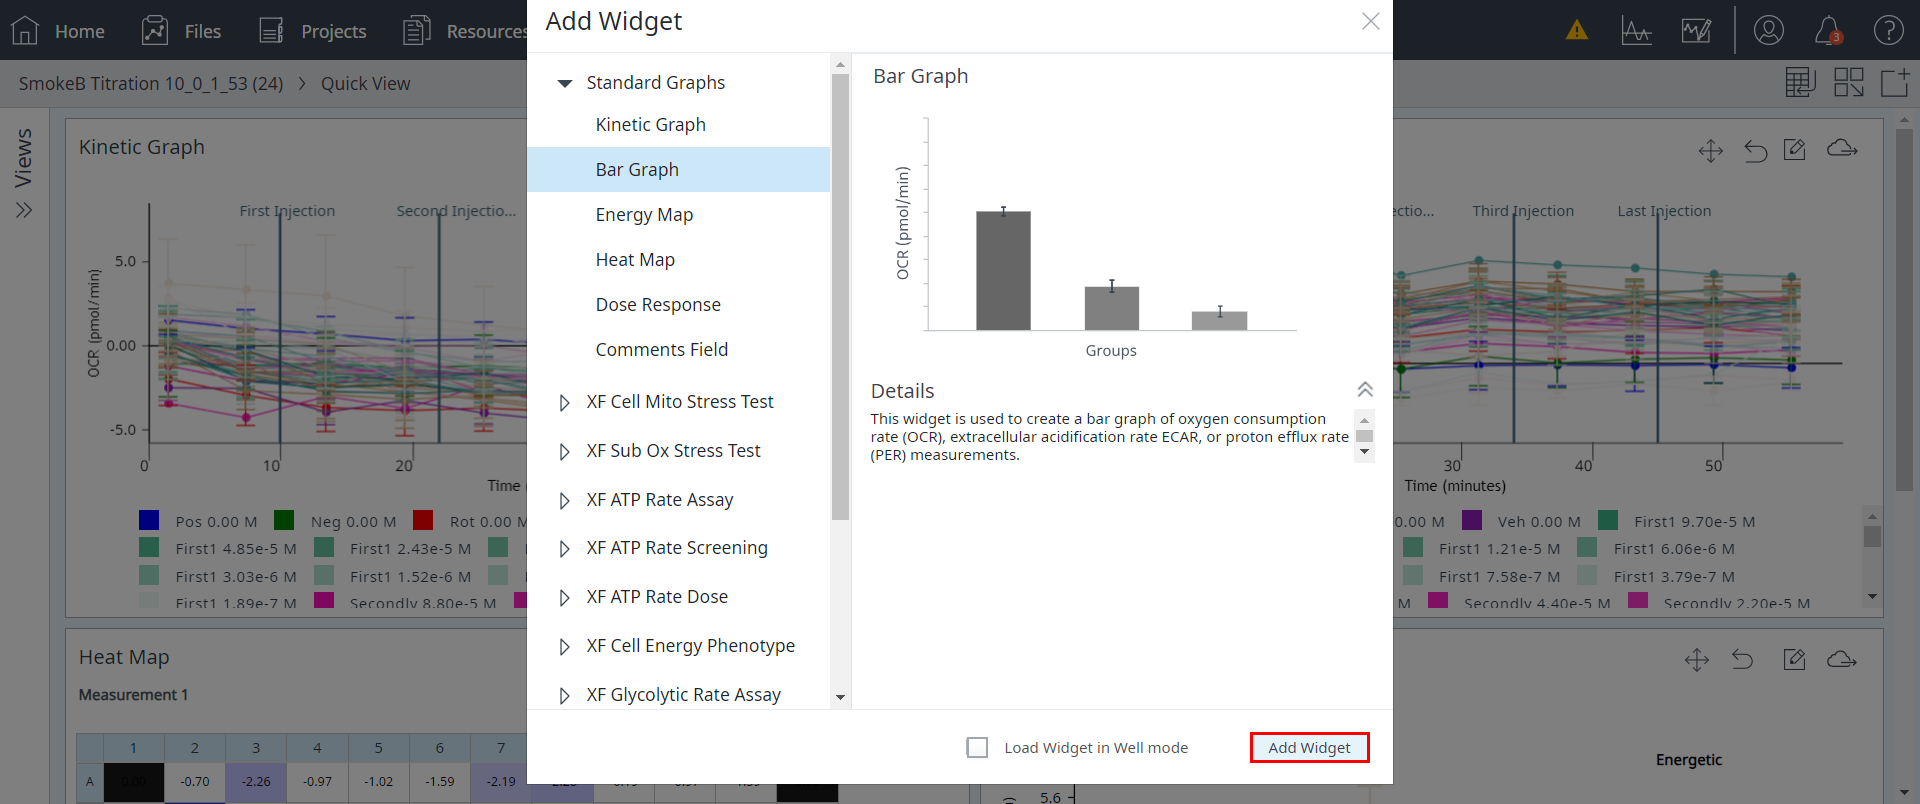 Home
Files
Projects
Resources
3
Add Widget
SmokeB Titration 10_0_1_53 (24) > Quick View
Views
Standard Graphs
Kinetic Graph
Bar Graph
Energy Map
Heat Map
Dose Response
Comments Field
XF Cell Mito Stress Test
XF Sub Ox Stress Test
XF ATP Rate Assay
XF ATP Rate Screening
XF ATP Rate Dose
XF Cell Energy Phenotype
XF Glycolytic Rate Assay
Bar Graph
OCR (pmol/min)
Groups
Details
This widget is used to create a bar graph of oxygen consumption
rate (OCR), extracellular acidification rate ECAR, or proton efflux rate
(PER) measurements.
Load Widget in Well mode
Add Widget
Kinetic Graph
First Injection
Second Injectio...
OCR (pmol/min)
5.0
0.00
-5.0
0
10
20
Time (
Pos 0.00 M
Neg 0.00 M
Rot 0.00 M
First1 4.85e-5 M
First1 2.43e-5 M
First1 3.03e-6 M
First1 1.52e-6 M
First1 1.89e-7 M
Secondly 8.80e-5 M
ectio...
Third Injection
Last Injection
30
40
50
Time (minutes)
0.00 M
Veh 0.00 M
First1 9.70e-5 M
First1 1.21e-5 M
First1 6.06e-6 M
First1 7.58e-7 M
First1 3.79e-7 M
M
Secondly 4.40e-5 M
Secondly 2.20e-5 M
Heat Map
Measurement 1
1 2 3 4 5 6 7
A 0.00 -0.70 -2.26 -0.97 -1.02 -1.59 -2.19
Energetic
5.6